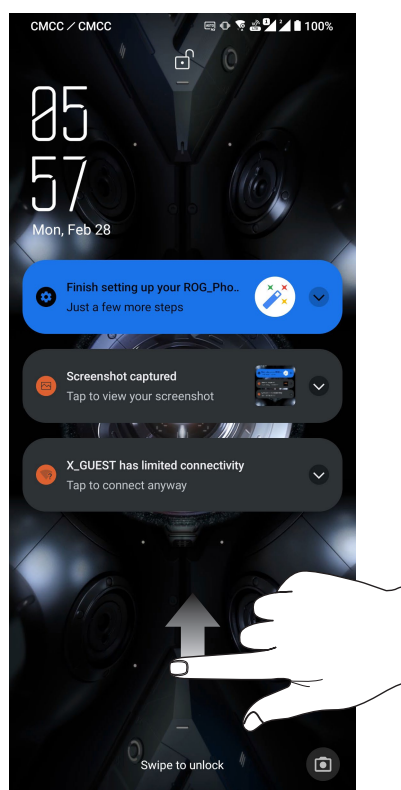 CMCC / CMCC
100%
05
57
Mon, Feb 28
Finish setting up your ROG_Pho..
Just a few more steps
Screenshot captured
Tap to view your screenshot
X_GUEST has limited connectivity
Tap to connect anyway
Swipe to unlock